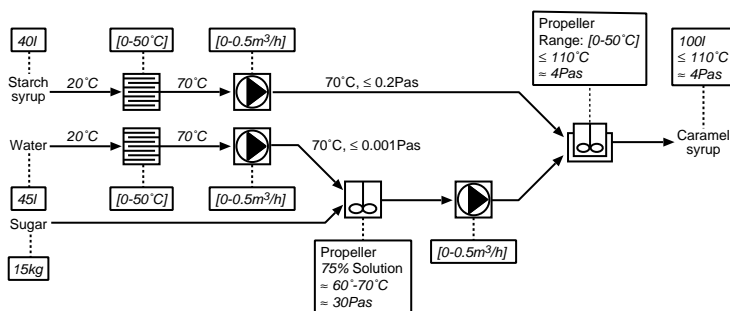 40l
[0-50°C]
[0-0.5m³/h]
Propeller
Range: [0-50°C]
≤ 110°C
≈ 4Pas
100l
≤ 110°C
≈ 4Pas
Starch
syrup
20°C
70°C
70°C, ≤ 0.2Pas
Water
20°C
70°C
70°C, ≤ 0.001Pas
Caramel
syrup
45l
[0-50°C]
[0-0.5m³/h]
Sugar
15kg
Propeller
75% Solution
≈ 60°-70°C
≈ 30Pas
[0-0.5m³/h]